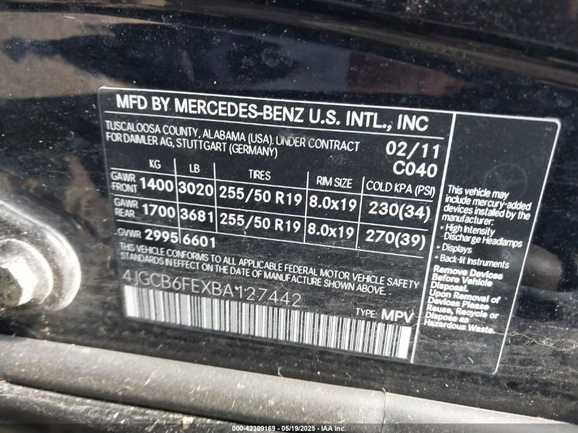 MFD BY MERCEDES-BENZ U.S. INTL., INC
TUSCALOOSA COUNTY, ALABAMA (USA). UNDER CONTRACT
FOR DAIMLER AG, STUTTGART (GERMANY)
02/11
C040
KG LB TIRES RIM SIZE COLD KPA (PSI)
GAWR FRONT 1400 3020 255/50 R19 8.0x19 230(34)
GAWR REAR 1700 3681 255/50 R19 8.0x19 270(39)
GVWR 2995 6601
THIS VEHICLE CONFORMS TO ALL APPLICABLE FEDERAL MOTOR VEHICLE SAFETY
STANDARDS IN EFFECT ON THE DATE OF MANUFACTURE SHOWN ABOVE.
4JGCB6FEXBA127442
TYPE: MPV
This vehicle may
include mercury-added
devices installed by the
manufacturer:
• High Intensity
Discharge Headlamps
• Displays
• Back-lit Instruments
Remove Devices
Before Vehicle
Disposal.
Upon Removal of
Devices Please
Reuse, Recycle or
Dispose as
Hazardous Waste.
000-42309169 - 05/19/2025 - IAA Inc.